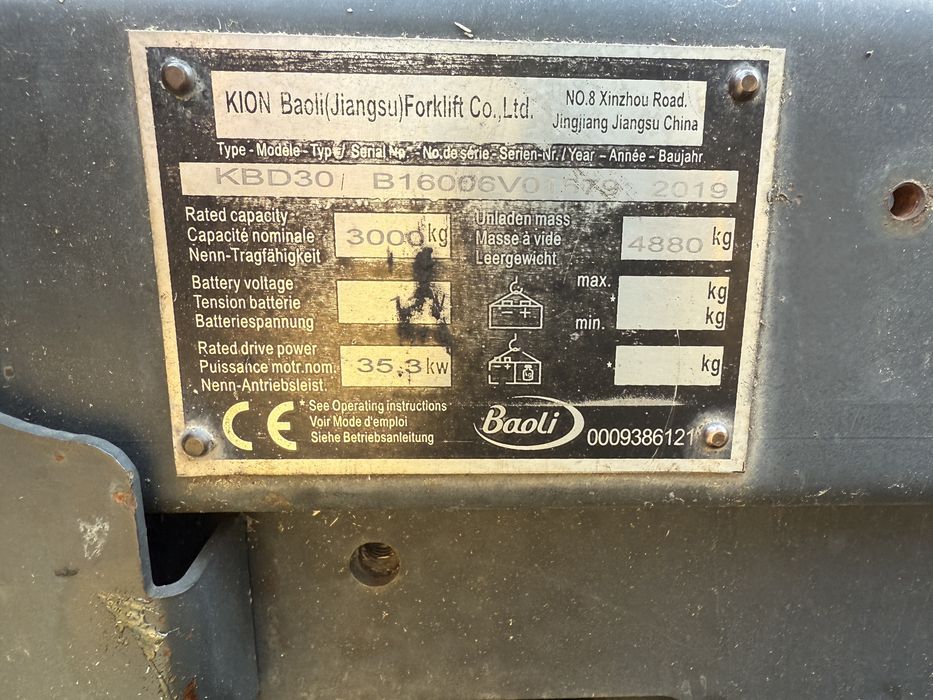 KION Baoli(Jiangsu)Forklift Co.,Ltd.
NO.8 Xinzhou Road.
Jingjiang Jiangsu China
Type - Modèle - Typ / Serial No. - No.de série - Serien-Nr. / Year - Année - Baujahr
KBD30 / B16006V01679 2019
Rated capacity
Capacité nominale
Nenn-Tragfähigkeit
3000 kg
Unladen mass
Masse à vide
Leergewicht
4880 kg
Battery voltage
Tension batterie
Batteriespannung
- +
max.
* kg
min. kg
Rated drive power
Puissance motr.nom.
Nenn-Antriebsleist.
35.3 kw
- +
* kg
CE
* See Operating instructions
Voir Mode d'emploi
Siehe Betriebsanleitung
Baoli
0009386121